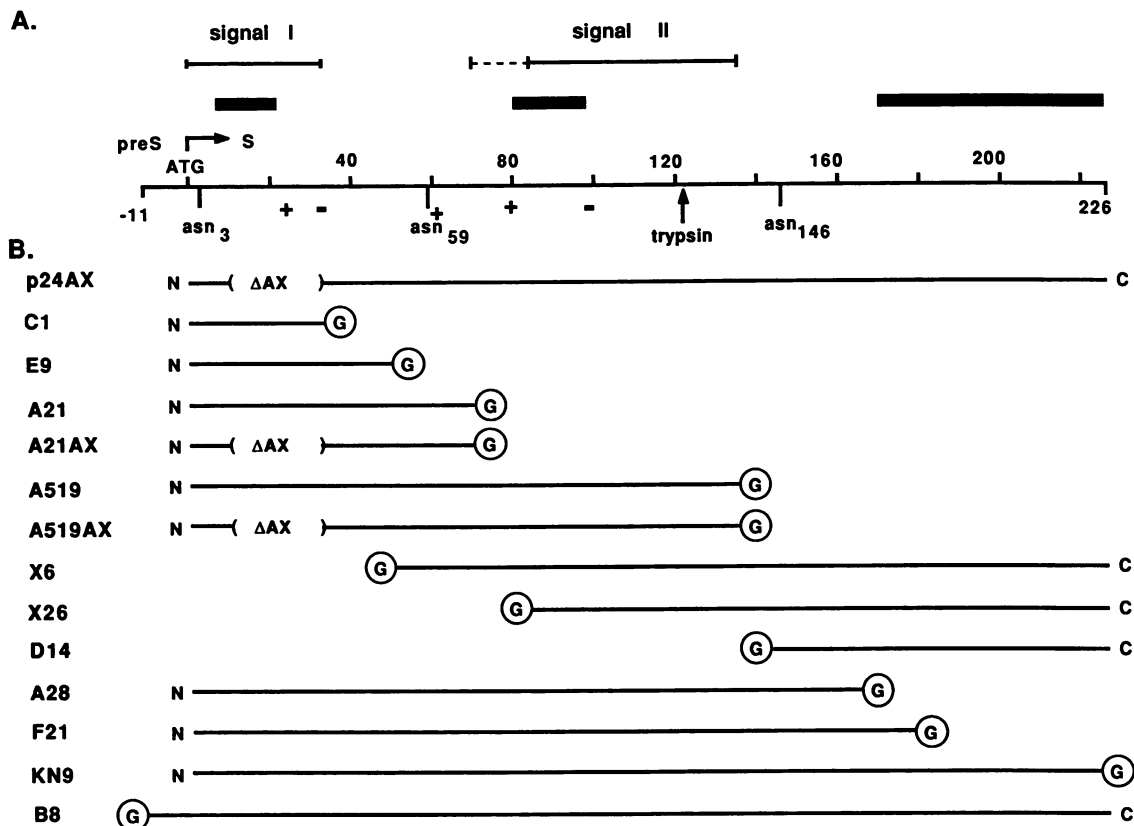 A.
signal I signal II
preS S
ATG 40 80 120 160 200
-11 + - + + - 226
asn3 asn59 trypsin asn146
B.
p24AX N ( ΔAX ) C
C1 N G
E9 N G
A21 N G
A21AX N ( ΔAX ) G
A519 N G
A519AX N ( ΔAX ) G
X6 G C
X26 G C
D14 G C
A28 N G
F21 N G
KN9 N G
B8 G C